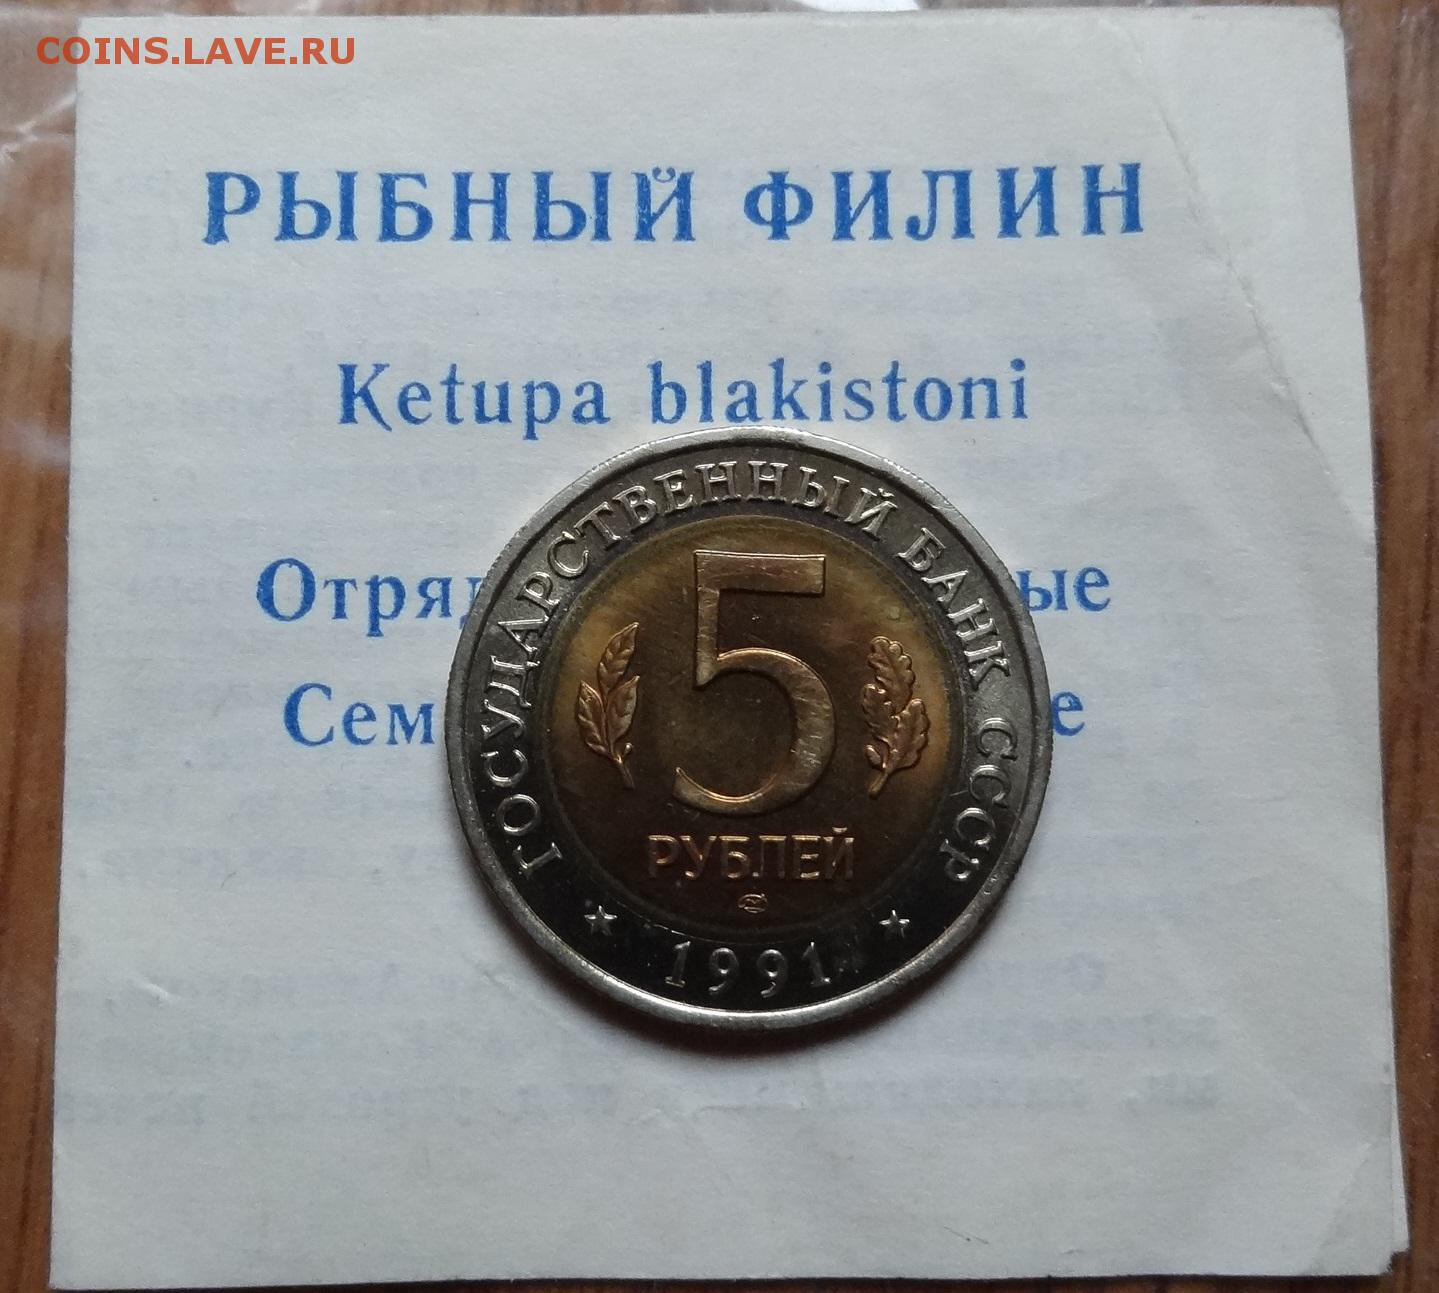 COINS.LAVE.RU
РЫБНЫЙ ФИЛИН
Ketupa blakistoni
ГОСУДАРСТВЕННЫЙ БАНК СССР
5
РУБЛЕЙ
1991